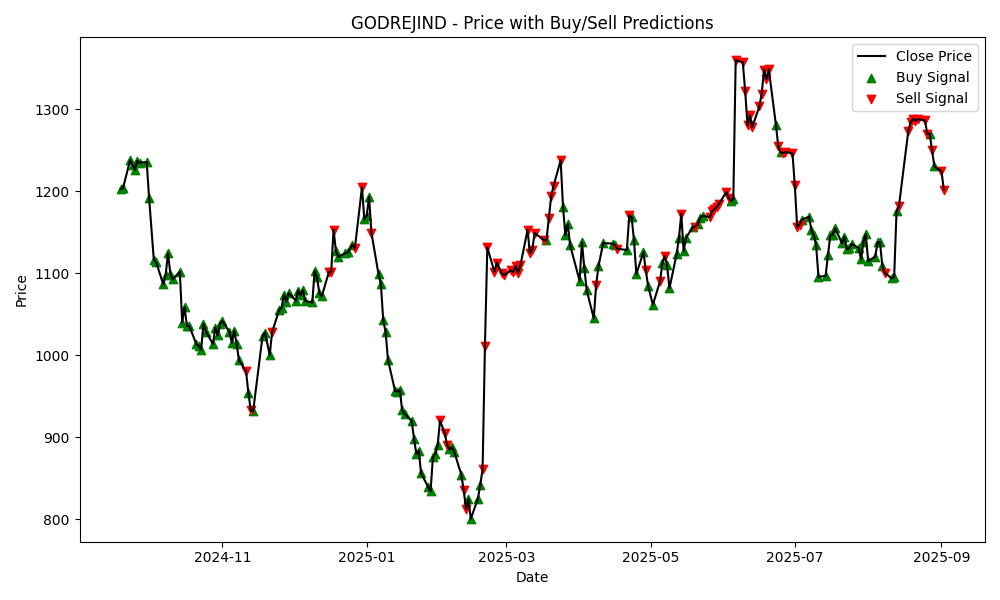 GODREJIND - Price with Buy/Sell Predictions
Close Price
Buy Signal
Sell Signal
Price
1300
1200
1100
1000
900
800
2024-11
2025-01
2025-03
2025-05
2025-07
2025-09
Date